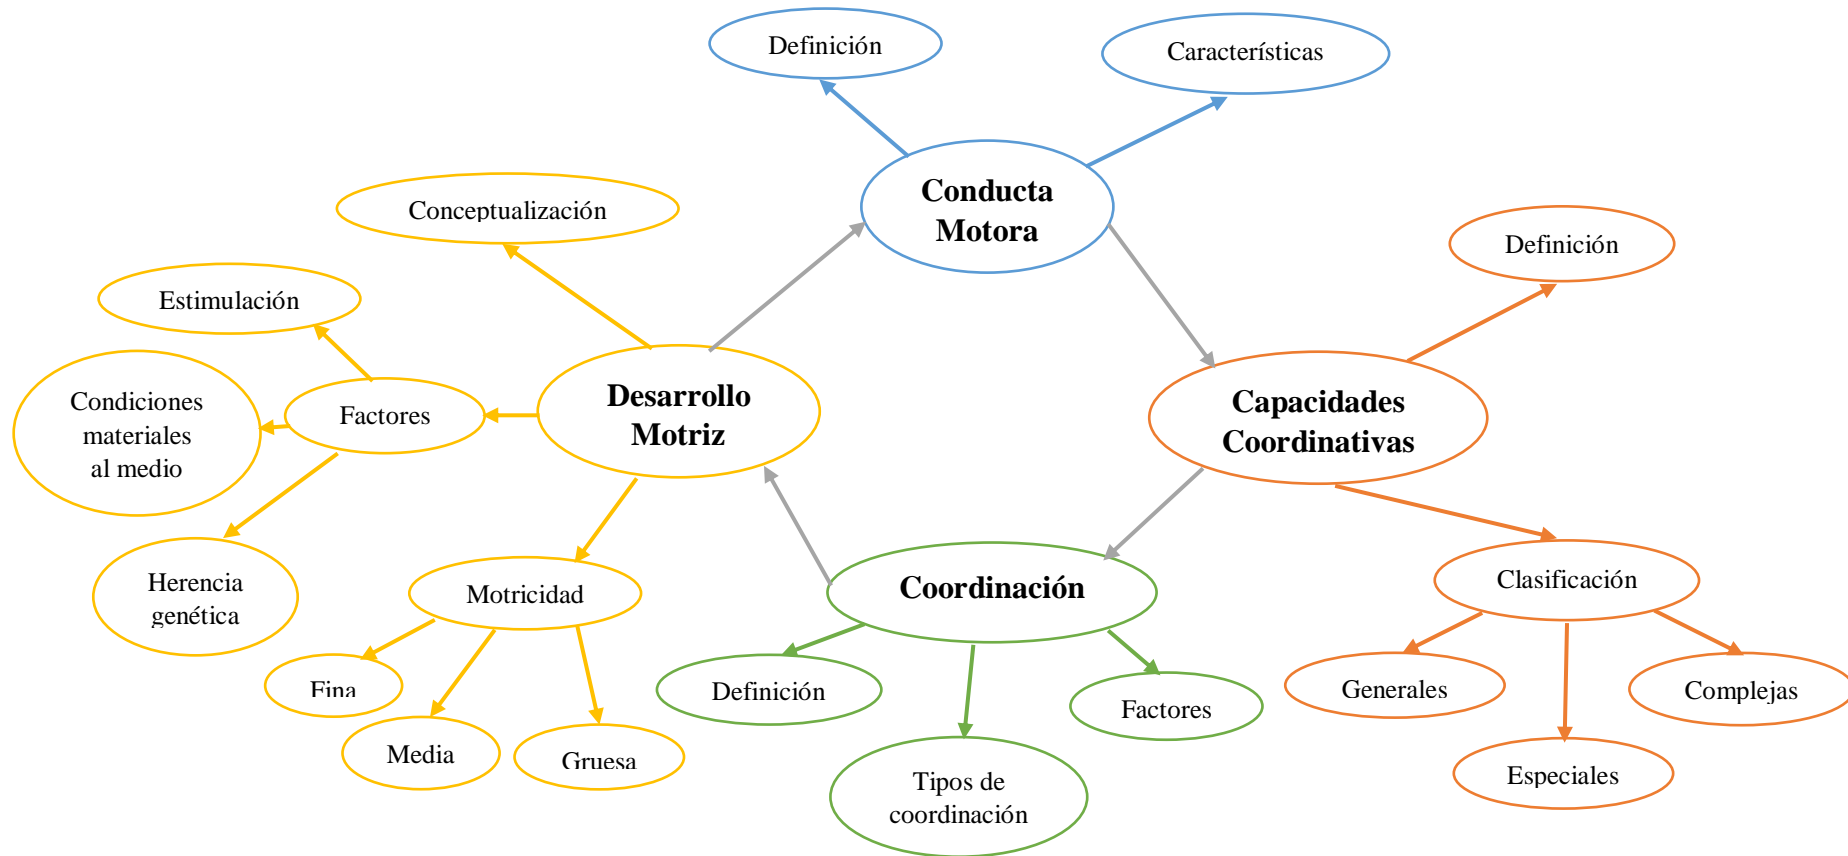 Definición
Características
Conducta
Motora
Conceptualización
Definición
Estimulación
Desarrollo
Motriz
Factores
Condiciones
materiales
al medio
Capacidades
Coordinativas
Herencia
genética
Motricidad
Coordinación
Clasificación
Fina
Media
Gruesa
Definición
Tipos de
coordinación
Factores
Generales
Especiales
Complejas